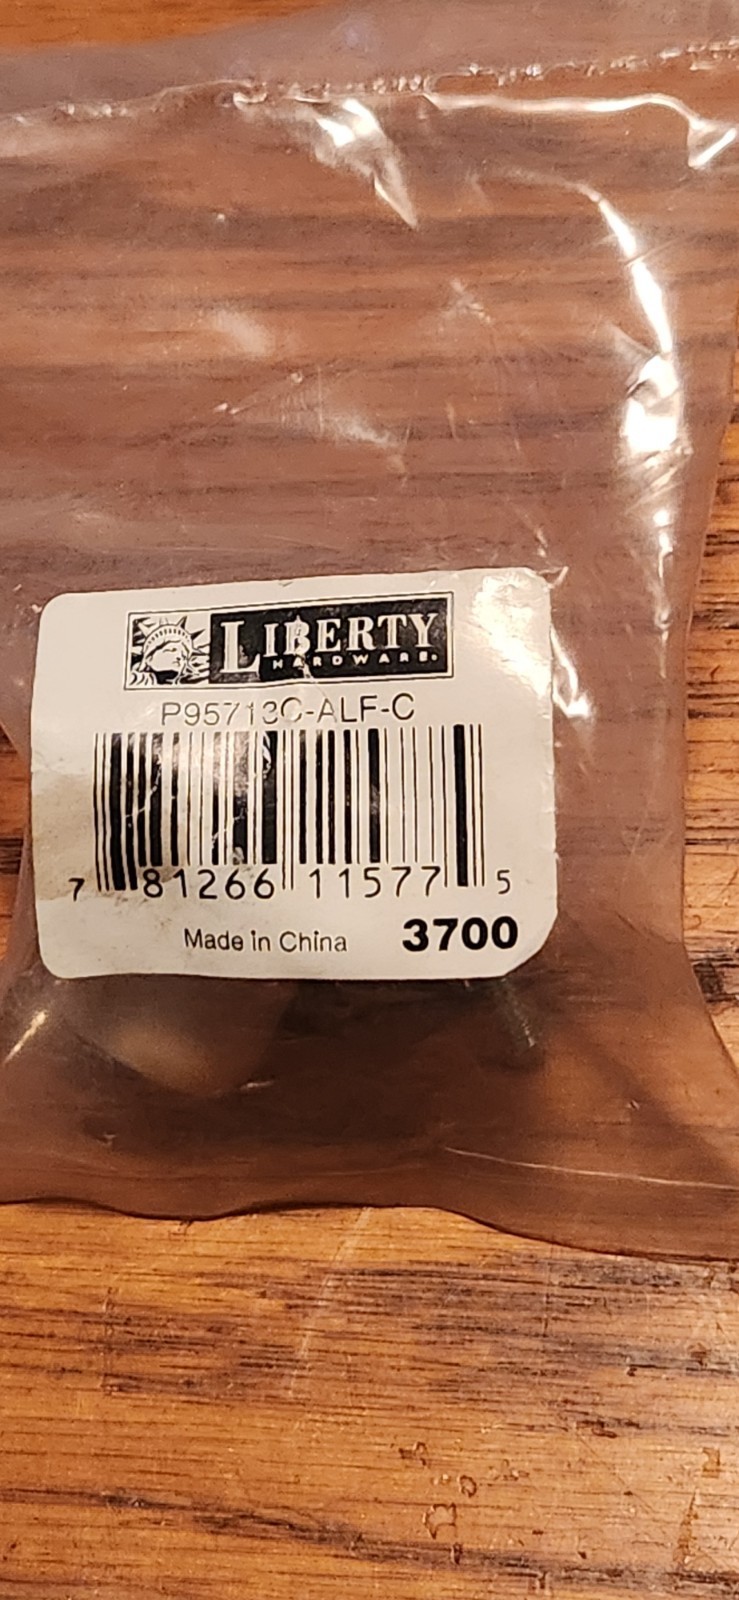 LIBERTY
HARDWARE.
P95713C-ALF-C
7 81266 11577 5
Made in China 3700